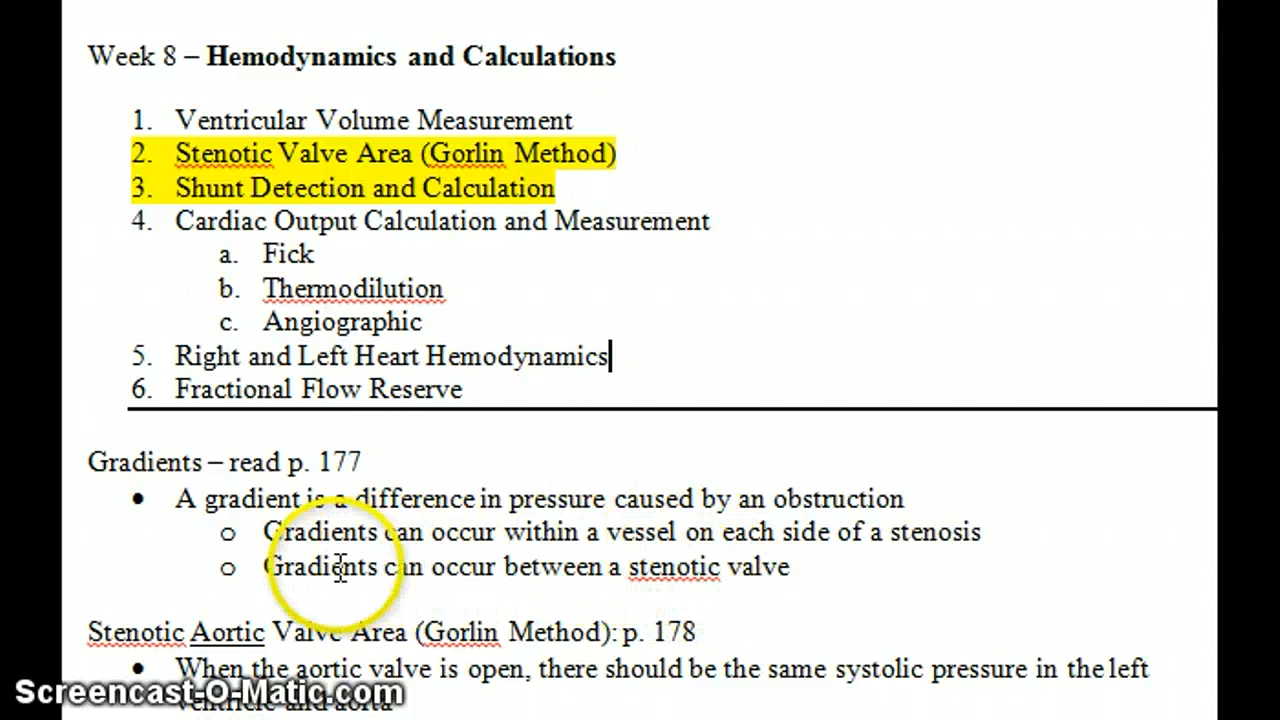 Week 8 – Hemodynamics and Calculations
1. Ventricular Volume Measurement
2. Stenotic Valve Area (Gorlin Method)
3. Shunt Detection and Calculation
4. Cardiac Output Calculation and Measurement
a. Fick
b. Thermodilution
c. Angiographic
5. Right and Left Heart Hemodynamics
6. Fractional Flow Reserve
Gradients – read p. 177
• A gradient is a difference in pressure caused by an obstruction
o Gradients can occur within a vessel on each side of a stenosis
o Gradients can occur between a stenotic valve
Stenotic Aortic Valve Area (Gorlin Method): p. 178
• When the aortic valve is open, there should be the same systolic pressure in the left
ventricle and aorta
Screencast-O-Matic.com